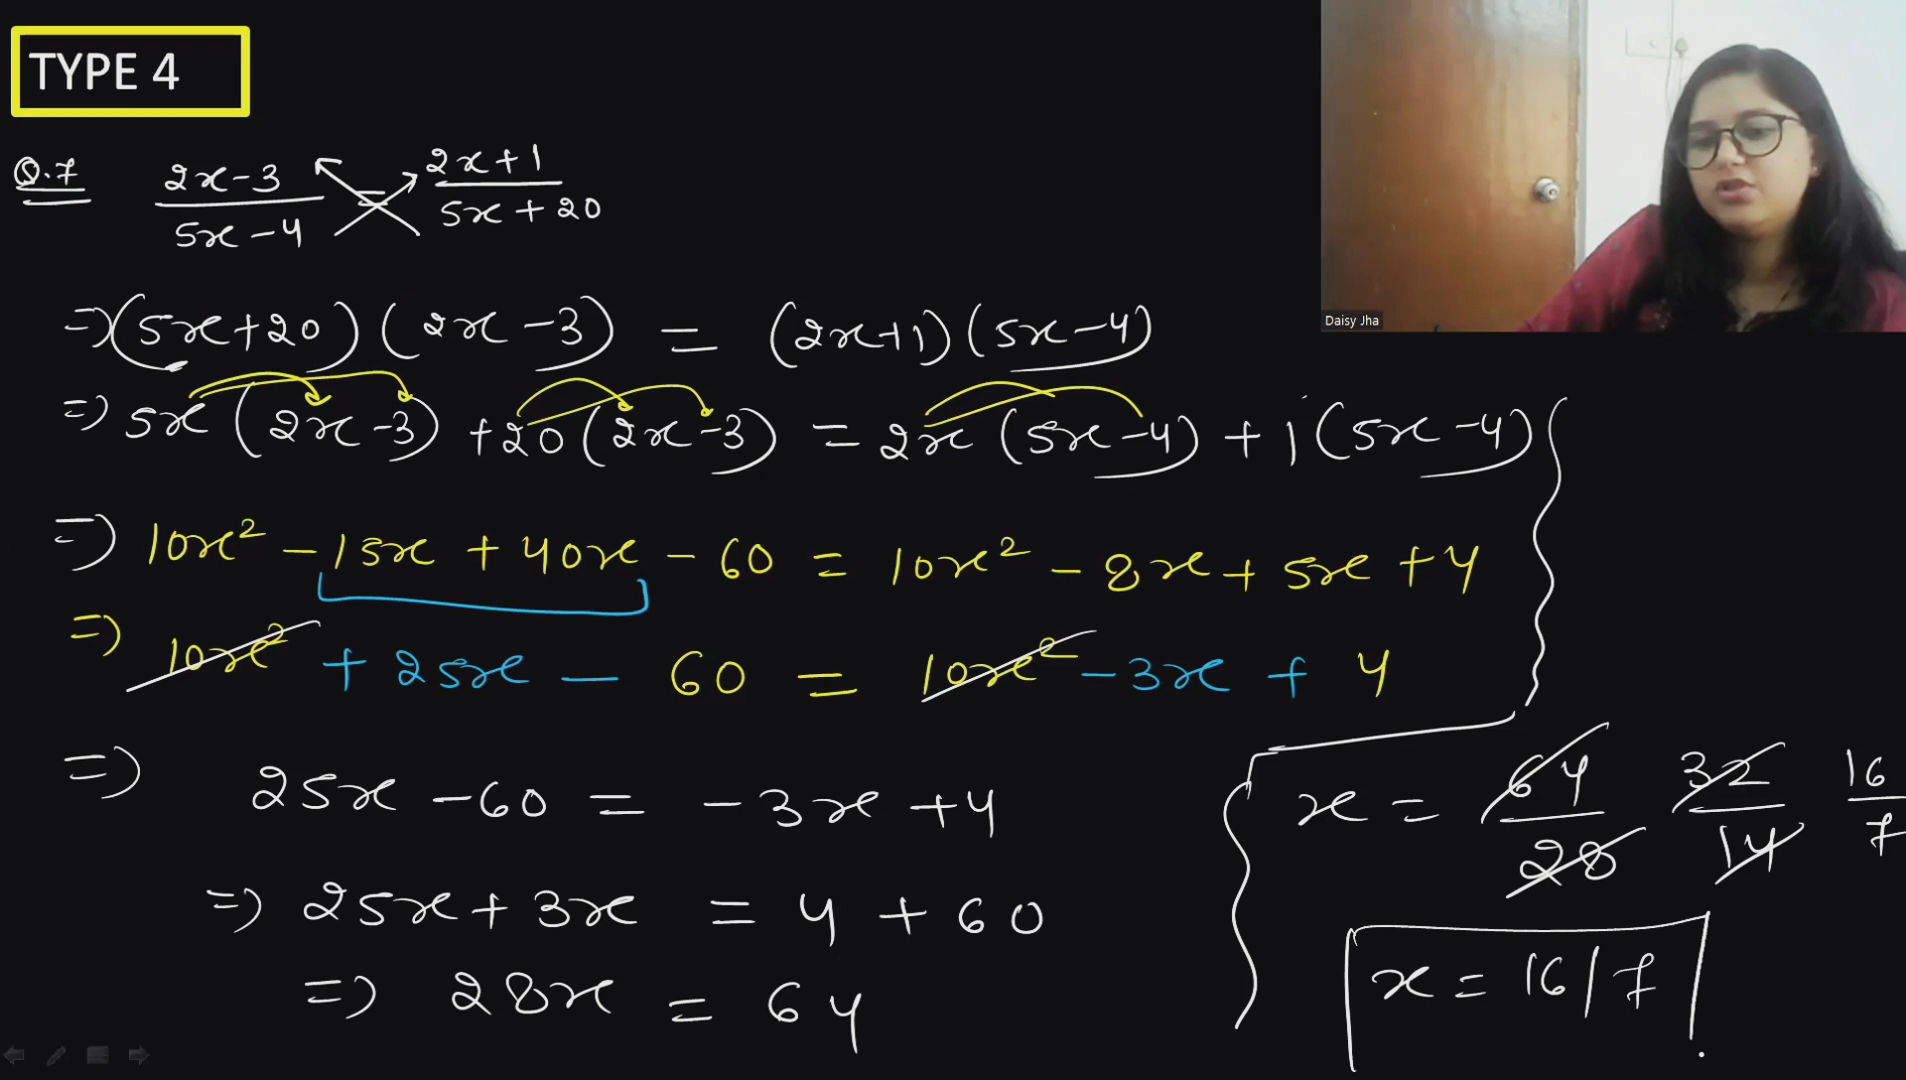 TYPE 4
Q.7 2x-3/5x-4 = 2x+1/5x+20
=> (5x+20) (2x-3) = (2x+1) (5x-4)
=> 5x (2x-3) +20 (2x-3) = 2x (5x-4) + 1 (5x-4)
=> 10x² - 15x + 40x - 60 = 10x² - 8x + 5x + 4
=> 10x² + 25x - 60 = 10x² - 3x + 4
=> 25x - 60 = -3x + 4
=> 25x + 3x = 4 + 60
=> 28x = 64
x = 64/28 32/14 16/7
x = 16/7
Daisy Jha